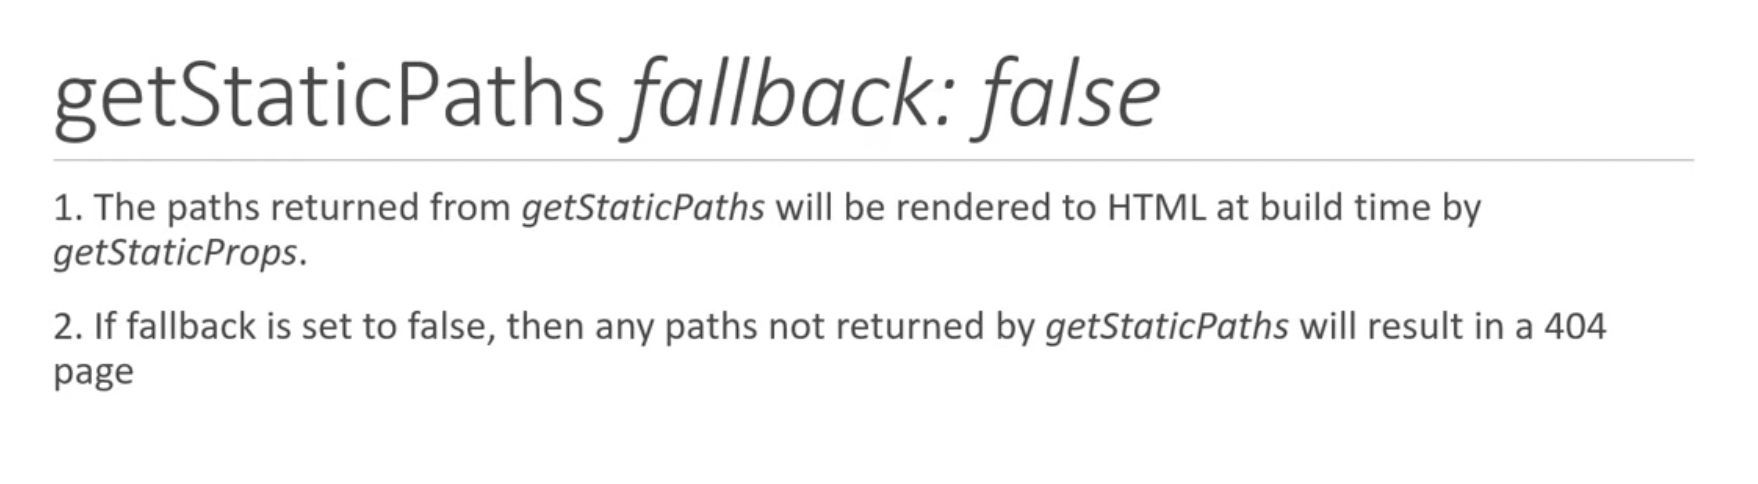 getStaticPaths fallback: false
1. The paths returned from getStaticPaths will be rendered to HTML at build time by
getStaticProps.
2. If fallback is set to false, then any paths not returned by getStaticPaths will result in a 404
page